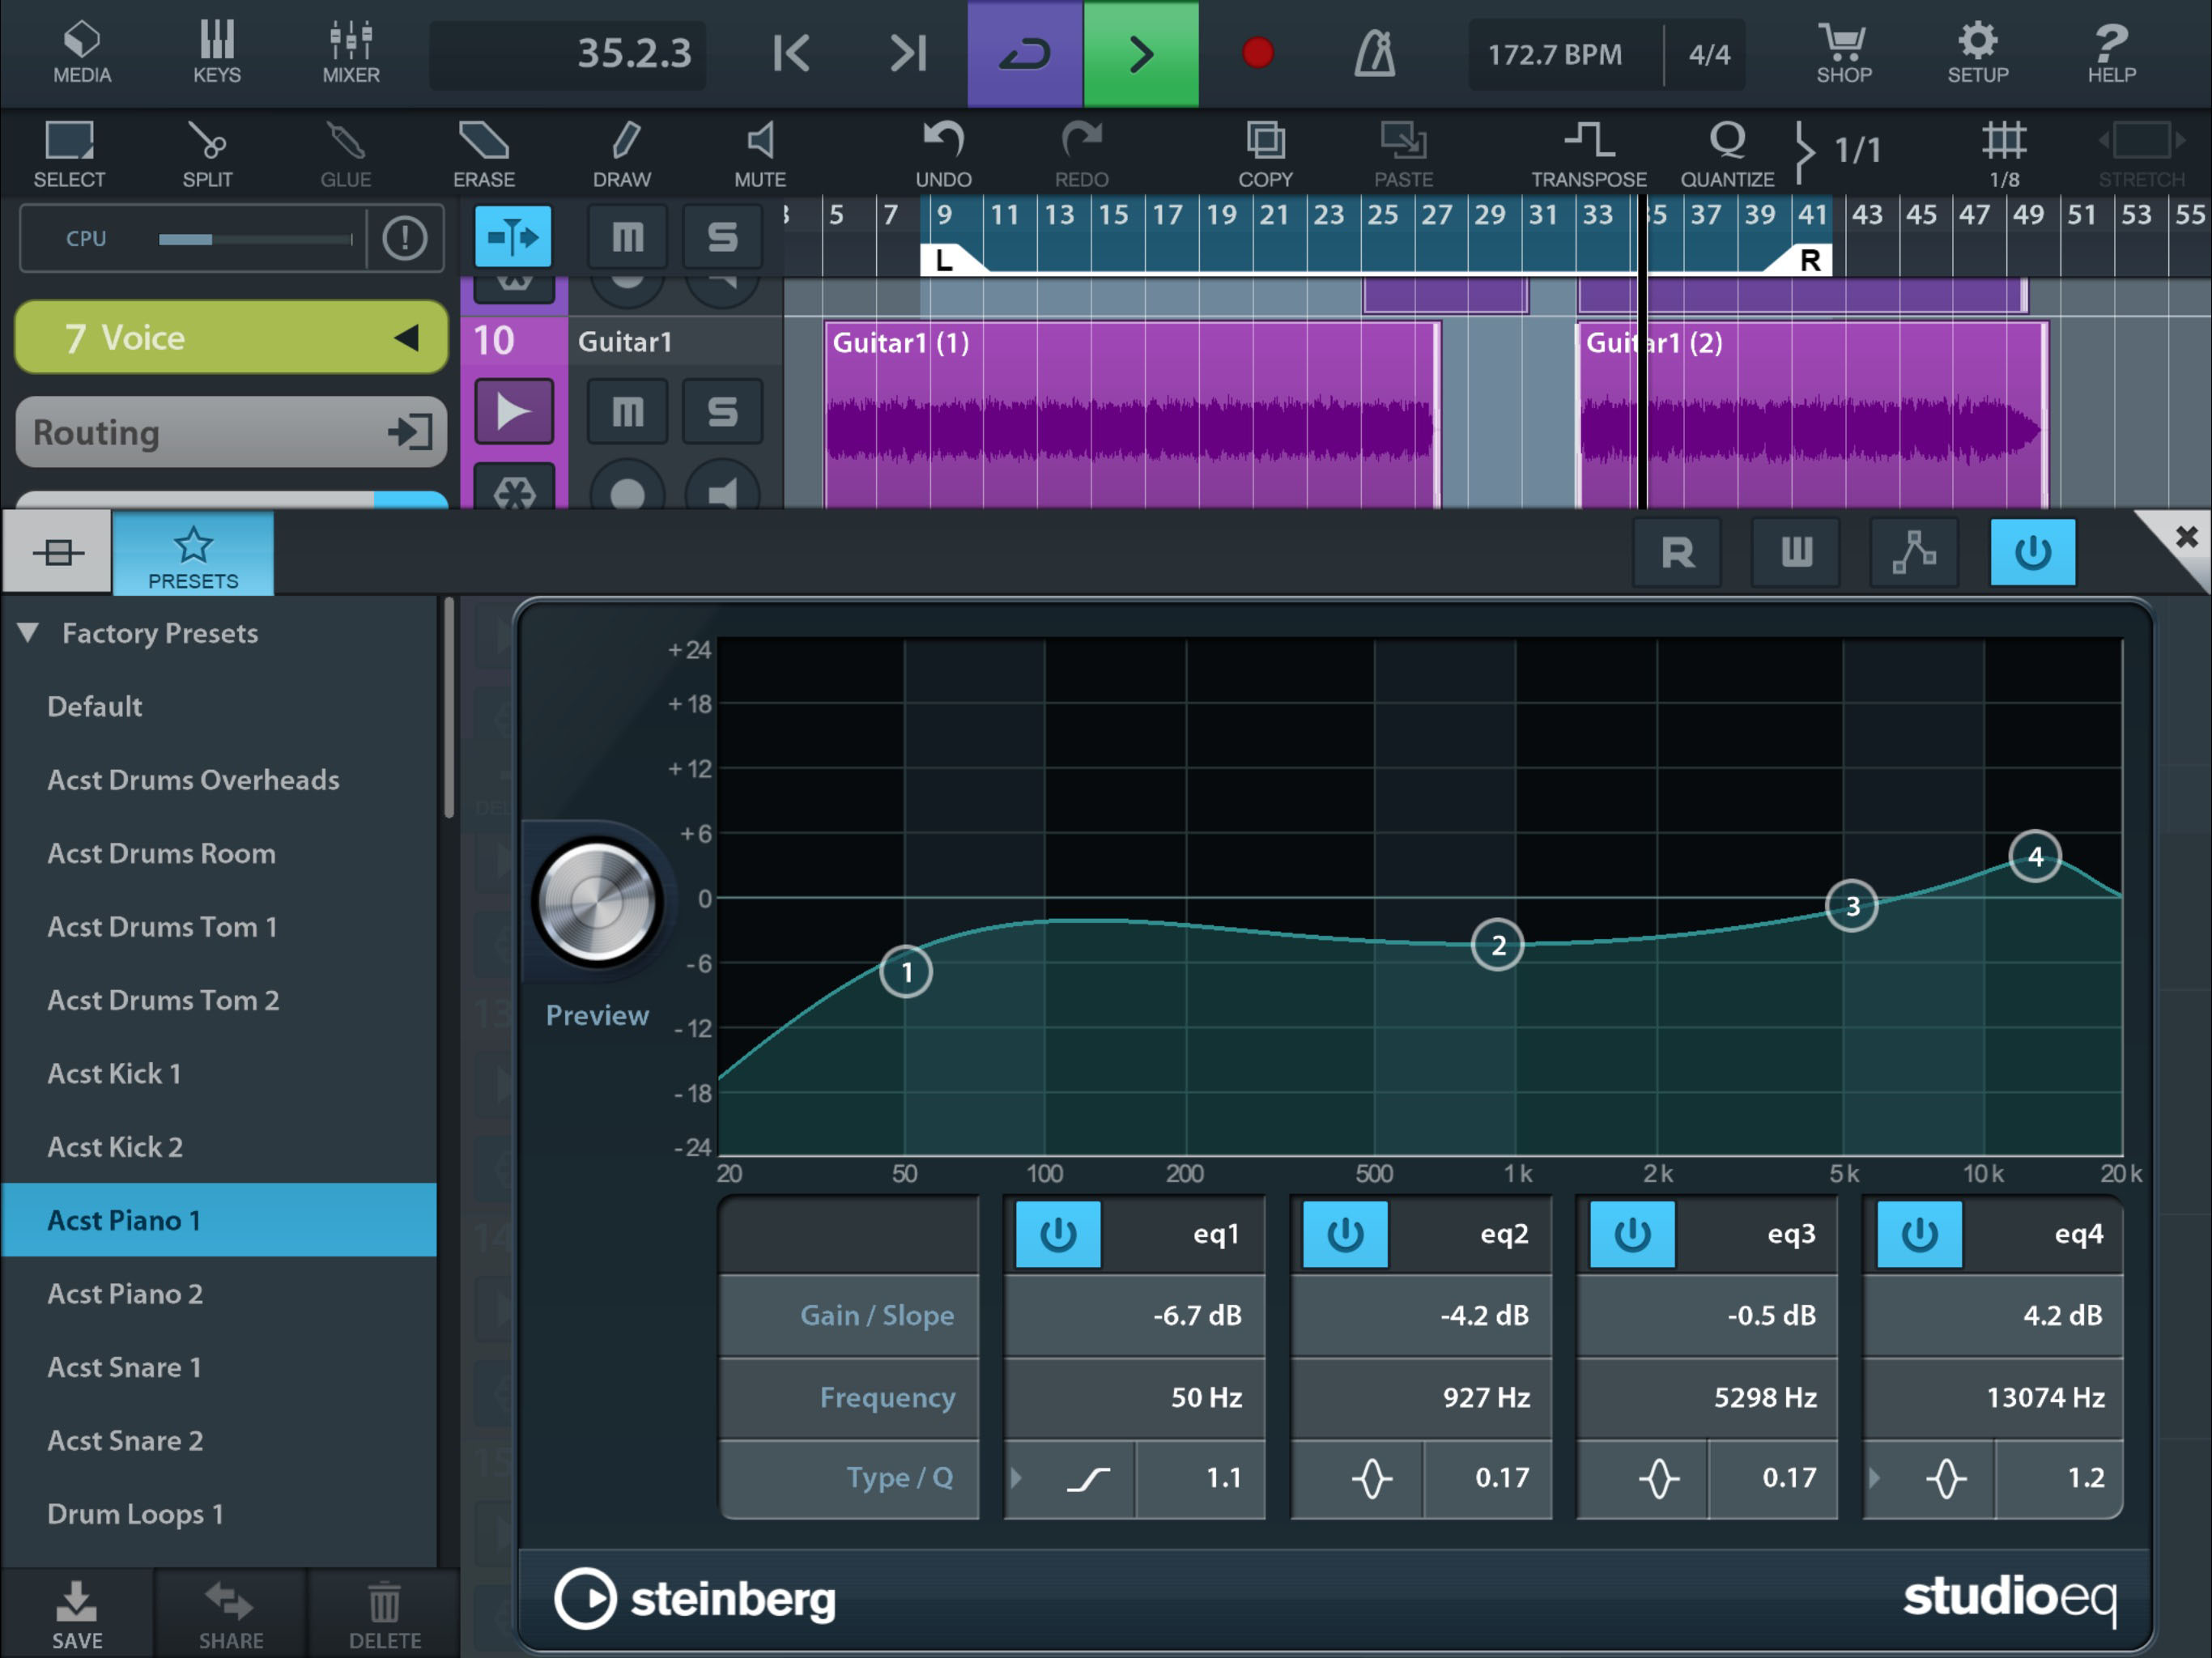 35.2.3
172.7 BPM 4/4
MEDIA KEYS MIXER SHOP SETUP HELP
SELECT SPLIT GLUE ERASE DRAW MUTE UNDO REDO COPY PASTE TRANSPOSE Q QUANTIZE 1/1 1/8 STRETCH
CPU m S 5 7 9 11 13 15 17 19 21 23 25 27 29 31 33 35 37 39 41 43 45 47 49 51 53 55
L R
7 Voice
10 Guitar1
Guitar1 (1) Guitar1 (2)
m S
Routing
PRESETS
R W
Factory Presets
Default
Acst Drums Overheads
Acst Drums Room
Acst Drums Tom 1
Acst Drums Tom 2
Acst Kick 1
Acst Kick 2
Acst Piano 1
Acst Piano 2
Acst Snare 1
Acst Snare 2
Drum Loops 1
SAVE SHARE DELETE
+24
+18
+12
+6
0
-6
-12
-18
-24
1 2 3 4
Preview
20 50 100 200 500 1k 2k 5k 10k 20k
eq1 eq2 eq3 eq4
Gain / Slope -6.7 dB -4.2 dB -0.5 dB 4.2 dB
Frequency 50 Hz 927 Hz 5298 Hz 13074 Hz
Type / Q 1.1 0.17 0.17 1.2
steinberg
studioeq